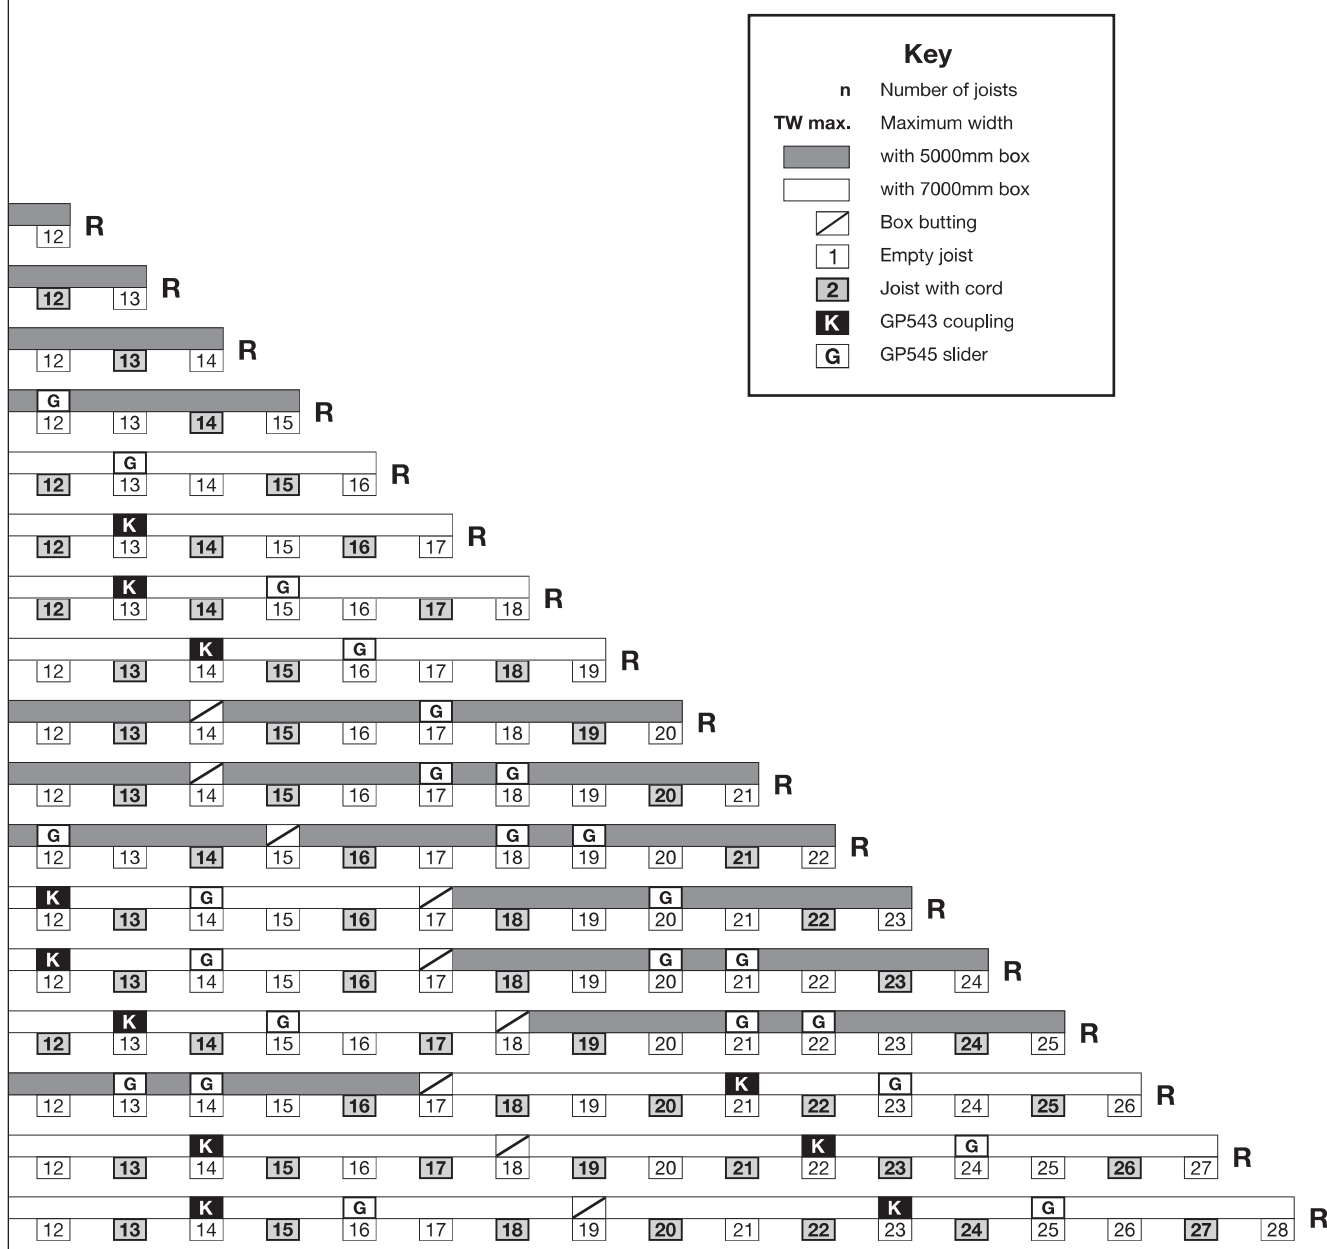 Key
n Number of joists
TW max. Maximum width
with 5000mm box
with 7000mm box
Box butting
1 Empty joist
2 Joist with cord
K GP543 coupling
G GP545 slider
R
12
R
12 13
R
12 13 14
G R
12 13 14 15
G R
12 13 14 15 16
K R
12 13 14 15 16 17
K G R
12 13 14 15 16 17 18
K G R
12 13 14 15 16 17 18 19
G R
12 13 14 15 16 17 18 19 20
G G R
12 13 14 15 16 17 18 19 20 21
G G G R
12 13 14 15 16 17 18 19 20 21 22
K G G R
12 13 14 15 16 17 18 19 20 21 22 23
K G G G R
12 13 14 15 16 17 18 19 20 21 22 23 24
K G G G R
12 13 14 15 16 17 18 19 20 21 22 23 24 25
G G K G R
12 13 14 15 16 17 18 19 20 21 22 23 24 25 26
K K G R
12 13 14 15 16 17 18 19 20 21 22 23 24 25 26 27
K G K G R
12 13 14 15 16 17 18 19 20 21 22 23 24 25 26 27 28